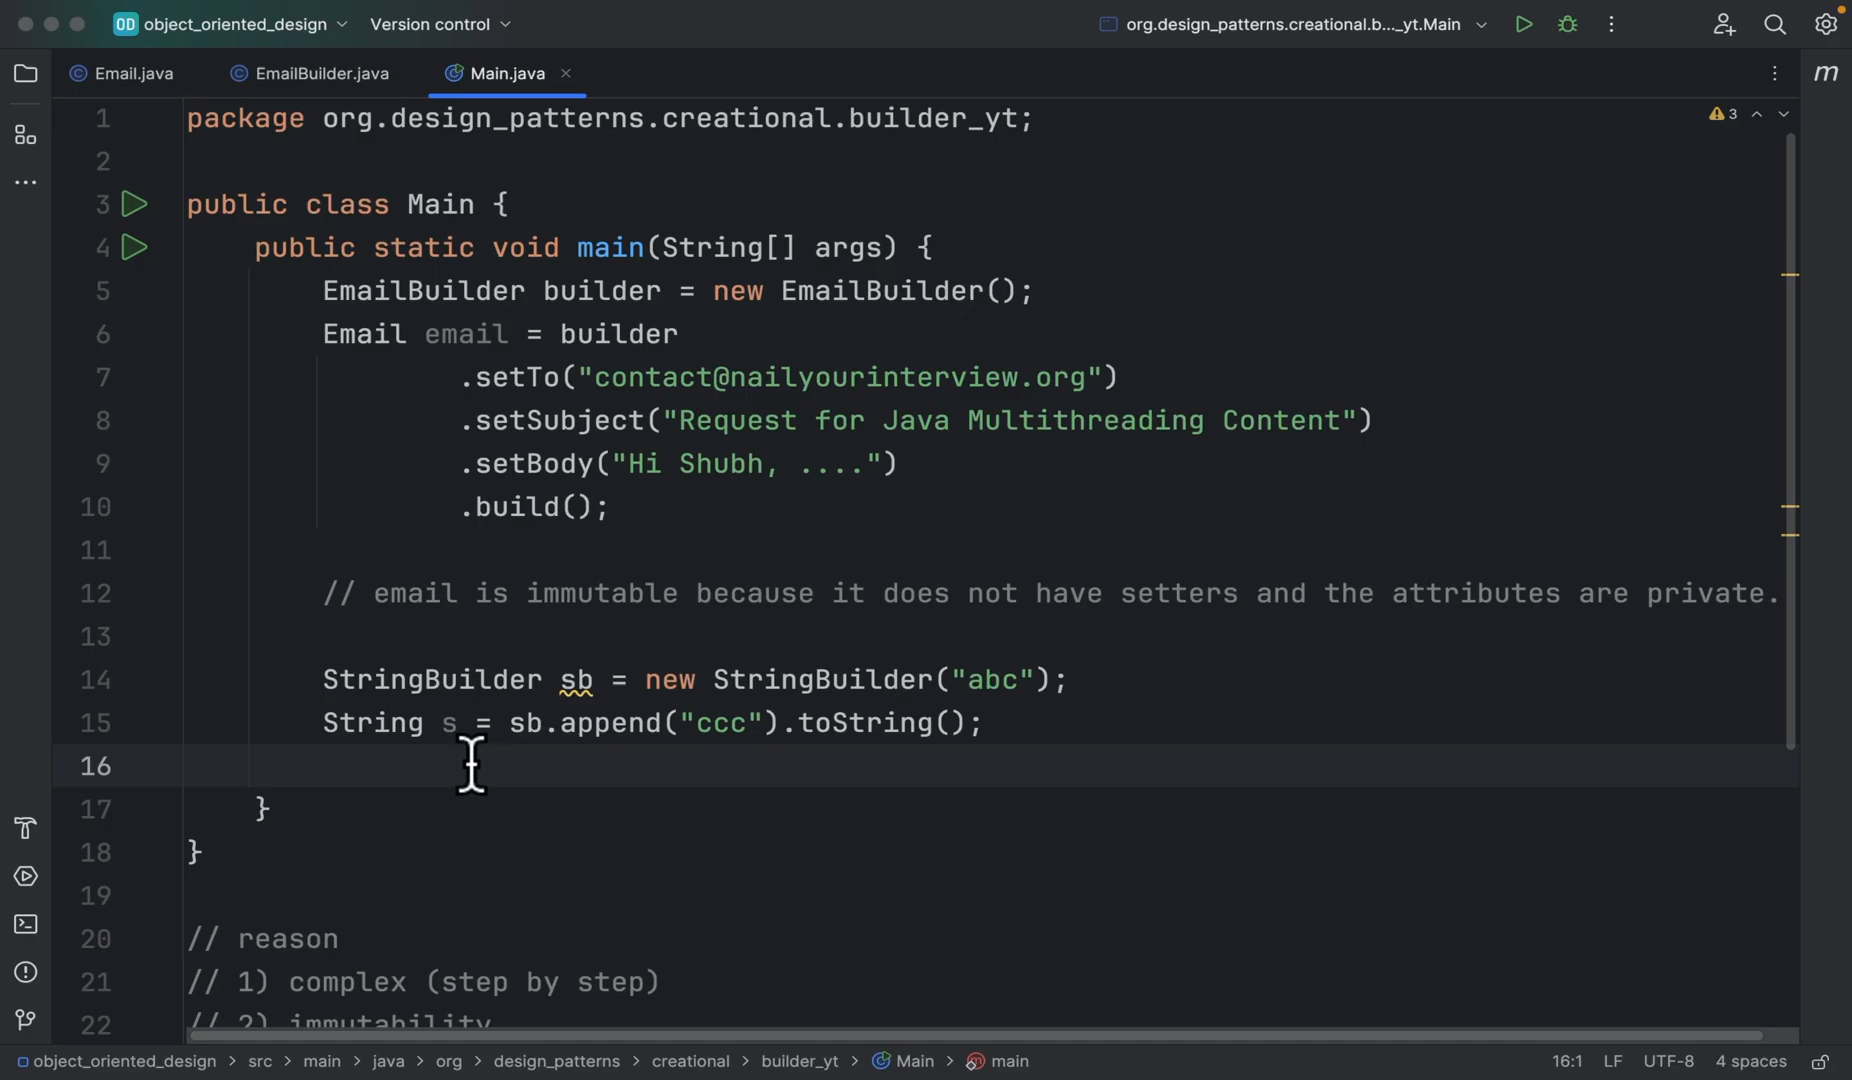 OD object_oriented_design Version control org.design_patterns.creational.b..._yt.Main
Email.java EmailBuilder.java Main.java m
1 package org.design_patterns.creational.builder_yt; 3
2
3 public class Main {
4 public static void main(String[] args) {
5 EmailBuilder builder = new EmailBuilder();
6 Email email = builder
7 .setTo("contact@nailyourinterview.org")
8 .setSubject("Request for Java Multithreading Content")
9 .setBody("Hi Shubh, ....")
10 .build();
11
12 // email is immutable because it does not have setters and the attributes are private.
13
14 StringBuilder sb = new StringBuilder("abc");
15 String s = sb.append("ccc").toString();
16
17 }
18 }
19
20 // reason
21 // 1) complex (step by step)
22 // 2) immutability
object_oriented_design > src > main > java > org > design_patterns > creational > builder_yt > Main > main 16:1 LF UTF-8 4 spaces